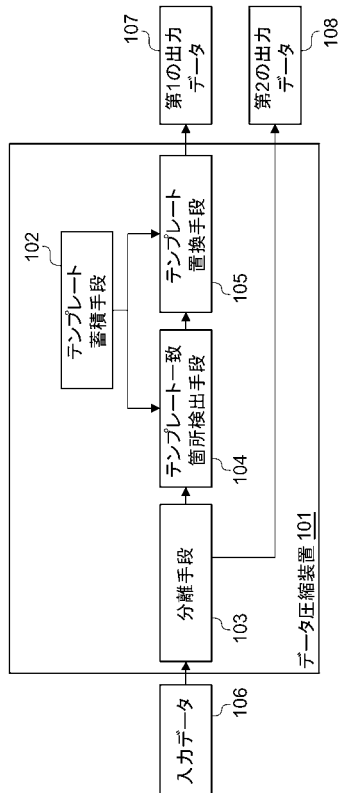 入力データ
106
データ圧縮装置 101
分離手段
103
テンプレート一致
箇所検出手段
104
テンプレート
蓄積手段
102
テンプレート
置換手段
105
第1の出力
データ
107
第2の出力
データ
108